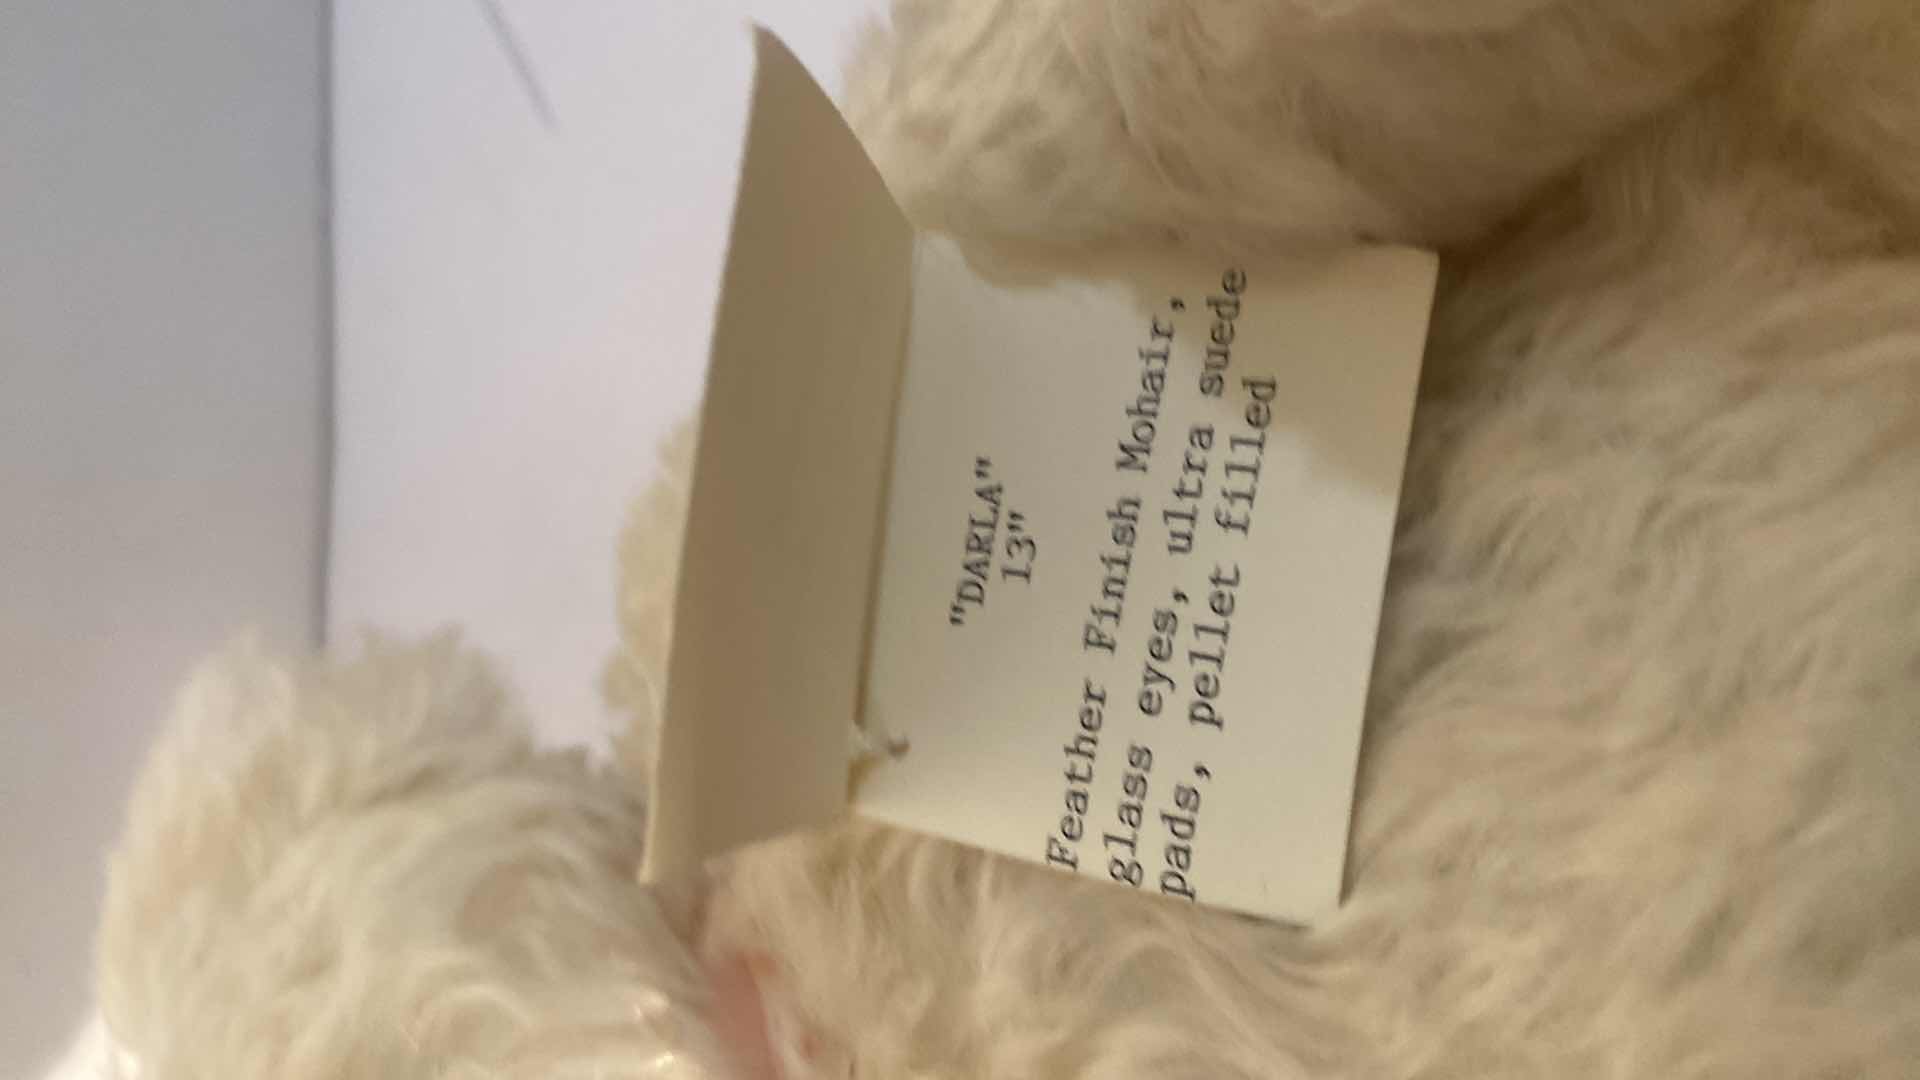 "DARLA"
13"
Feather Finish Mohair,
glass eyes, ultra suede
pads, pellet filled